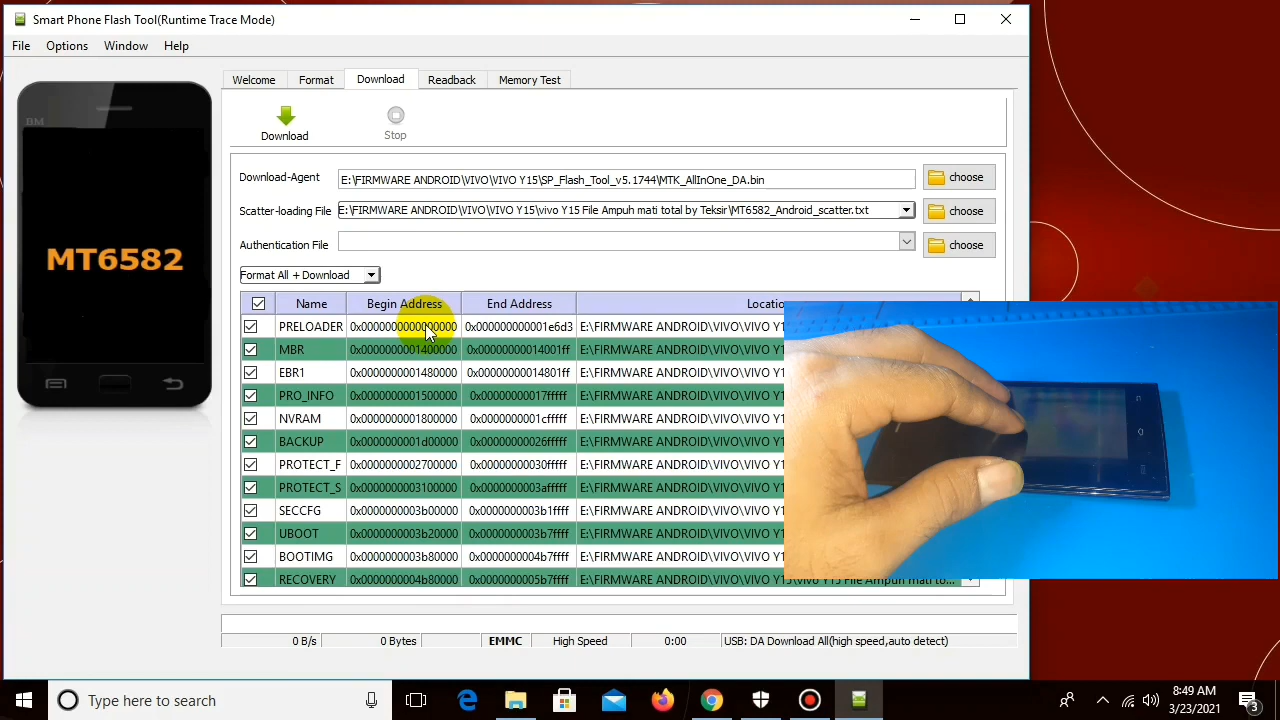 Smart Phone Flash Tool(Runtime Trace Mode)
File Options Window Help
Welcome Format Download Readback Memory Test
BM
MT6582
Download Stop
Download-Agent E:\FIRMWARE ANDROID\VIVO\VIVO Y15\SP_Flash_Tool_v5.1744\MTK_AllInOne_DA.bin choose
Scatter-loading File E:\FIRMWARE ANDROID\VIVO\VIVO Y15\vivo Y15 File Ampuh mati total by Teksir\MT6582_Android_scatter.txt choose
Authentication File choose
Format All + Download
Name Begin Address End Address Locatio
PRELOADER 0x0000000000000000 0x000000000001e6d3 E:\FIRMWARE ANDROID\VIVO\VIVO Y1
MBR 0x0000000001400000 0x00000000014001ff E:\FIRMWARE ANDROID\VIVO\VIVO Y1
EBR1 0x0000000001480000 0x00000000014801ff E:\FIRMWARE ANDROID\VIVO\VIVO Y1
PRO_INFO 0x0000000001500000 0x00000000017fffff E:\FIRMWARE ANDROID\VIVO\VIVO Y1
NVRAM 0x0000000001800000 0x0000000001cfffff E:\FIRMWARE ANDROID\VIVO\VIVO Y1
BACKUP 0x0000000001d00000 0x00000000026fffff E:\FIRMWARE ANDROID\VIVO\VIVO Y1
PROTECT_F 0x0000000002700000 0x00000000030fffff E:\FIRMWARE ANDROID\VIVO\VIVO Y1
PROTECT_S 0x0000000003100000 0x0000000003afffff E:\FIRMWARE ANDROID\VIVO\VIVO Y1
SECCFG 0x0000000003b00000 0x0000000003b1ffff E:\FIRMWARE ANDROID\VIVO\VIVO Y1
UBOOT 0x0000000003b20000 0x0000000003b7ffff E:\FIRMWARE ANDROID\VIVO\VIVO Y1
BOOTIMG 0x0000000003b80000 0x0000000004b7ffff E:\FIRMWARE ANDROID\VIVO\VIVO Y1
RECOVERY 0x0000000004b80000 0x0000000005b7ffff E:\FIRMWARE ANDROID\VIVO\VIVO Y15\vivo Y15 File Ampuh mati to...
0 B/s 0 Bytes EMMC High Speed 0:00 USB: DA Download All(high speed,auto detect)
Type here to search
8:49 AM
3/23/2021
3